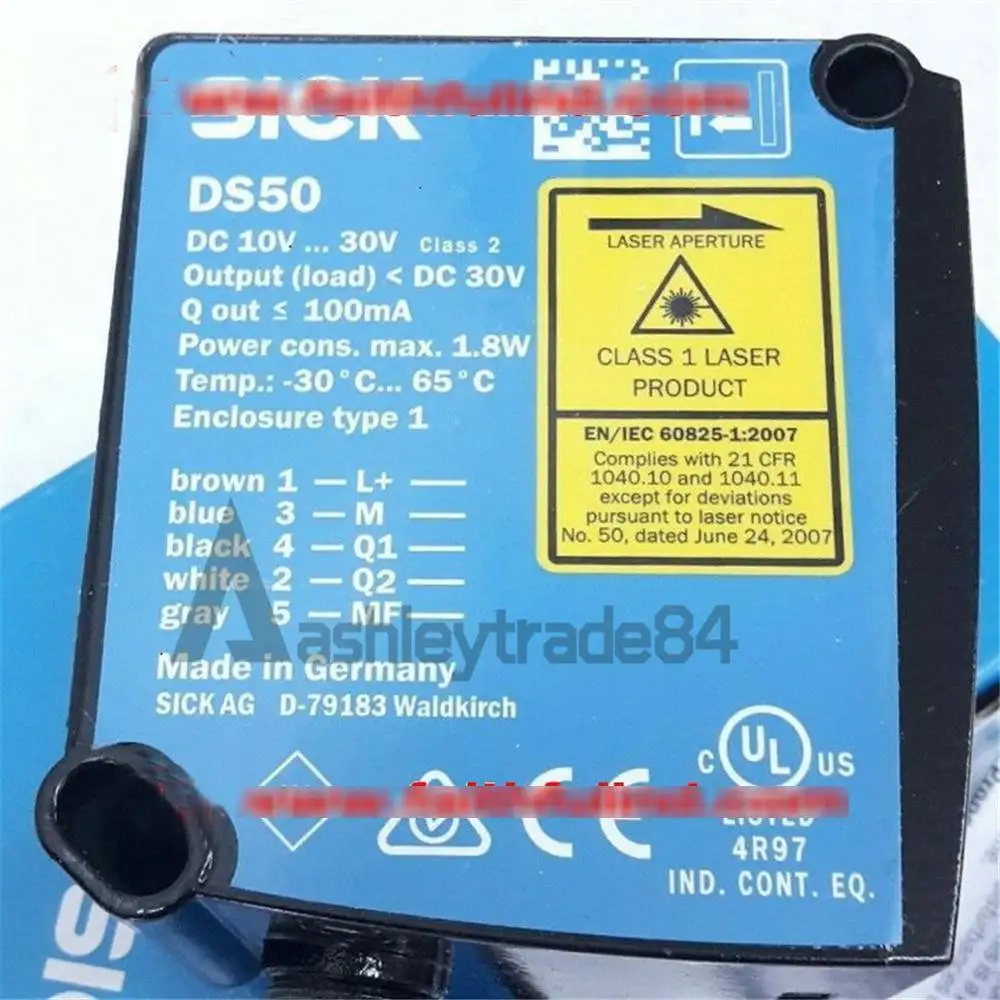 SICK
DS50
DC 10V ... 30V Class 2
Output (load) < DC 30V
Q out ≤ 100mA
Power cons. max. 1.8W
Temp.: -30°C... 65°C
Enclosure type 1
brown 1 — L+ —
blue 3 — M —
black 4 — Q1 —
white 2 — Q2 —
gray 5 — MF —
Made in Germany
SICK AG D-79183 Waldkirch
LASER APERTURE
CLASS 1 LASER
PRODUCT
EN/IEC 60825-1:2007
Complies with 21 CFR
1040.10 and 1040.11
except for deviations
pursuant to laser notice
No. 50, dated June 24, 2007
Aashleytrade84
CE
C UL US
LISTED
4R97
IND. CONT. EQ.
SIC